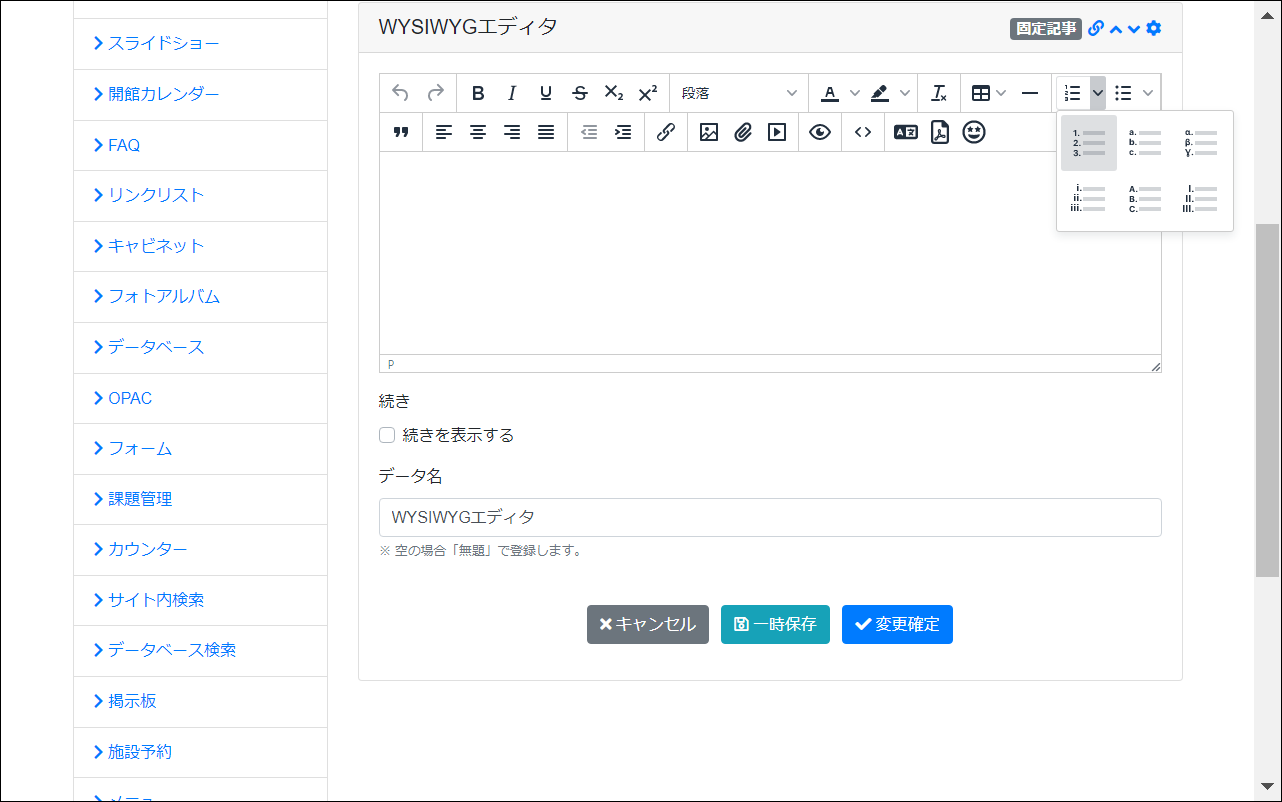 スライドショー
開館カレンダー
FAQ
リンクリスト
キャビネット
フォトアルバム
データベース
OPAC
フォーム
課題管理
カウンター
サイト内検索
データベース検索
掲示板
施設予約
WYSIWYGエディタ
固定記事
段落
1.
2.
3.
a.
b.
c.
α.
β.
γ.
i.
ii.
iii.
A.
B.
C.
I.
II.
III.
P
続き
続きを表示する
データ名
WYSIWYGエディタ
※ 空の場合「無題」で登録します。
キャンセル
一時保存
変更確定